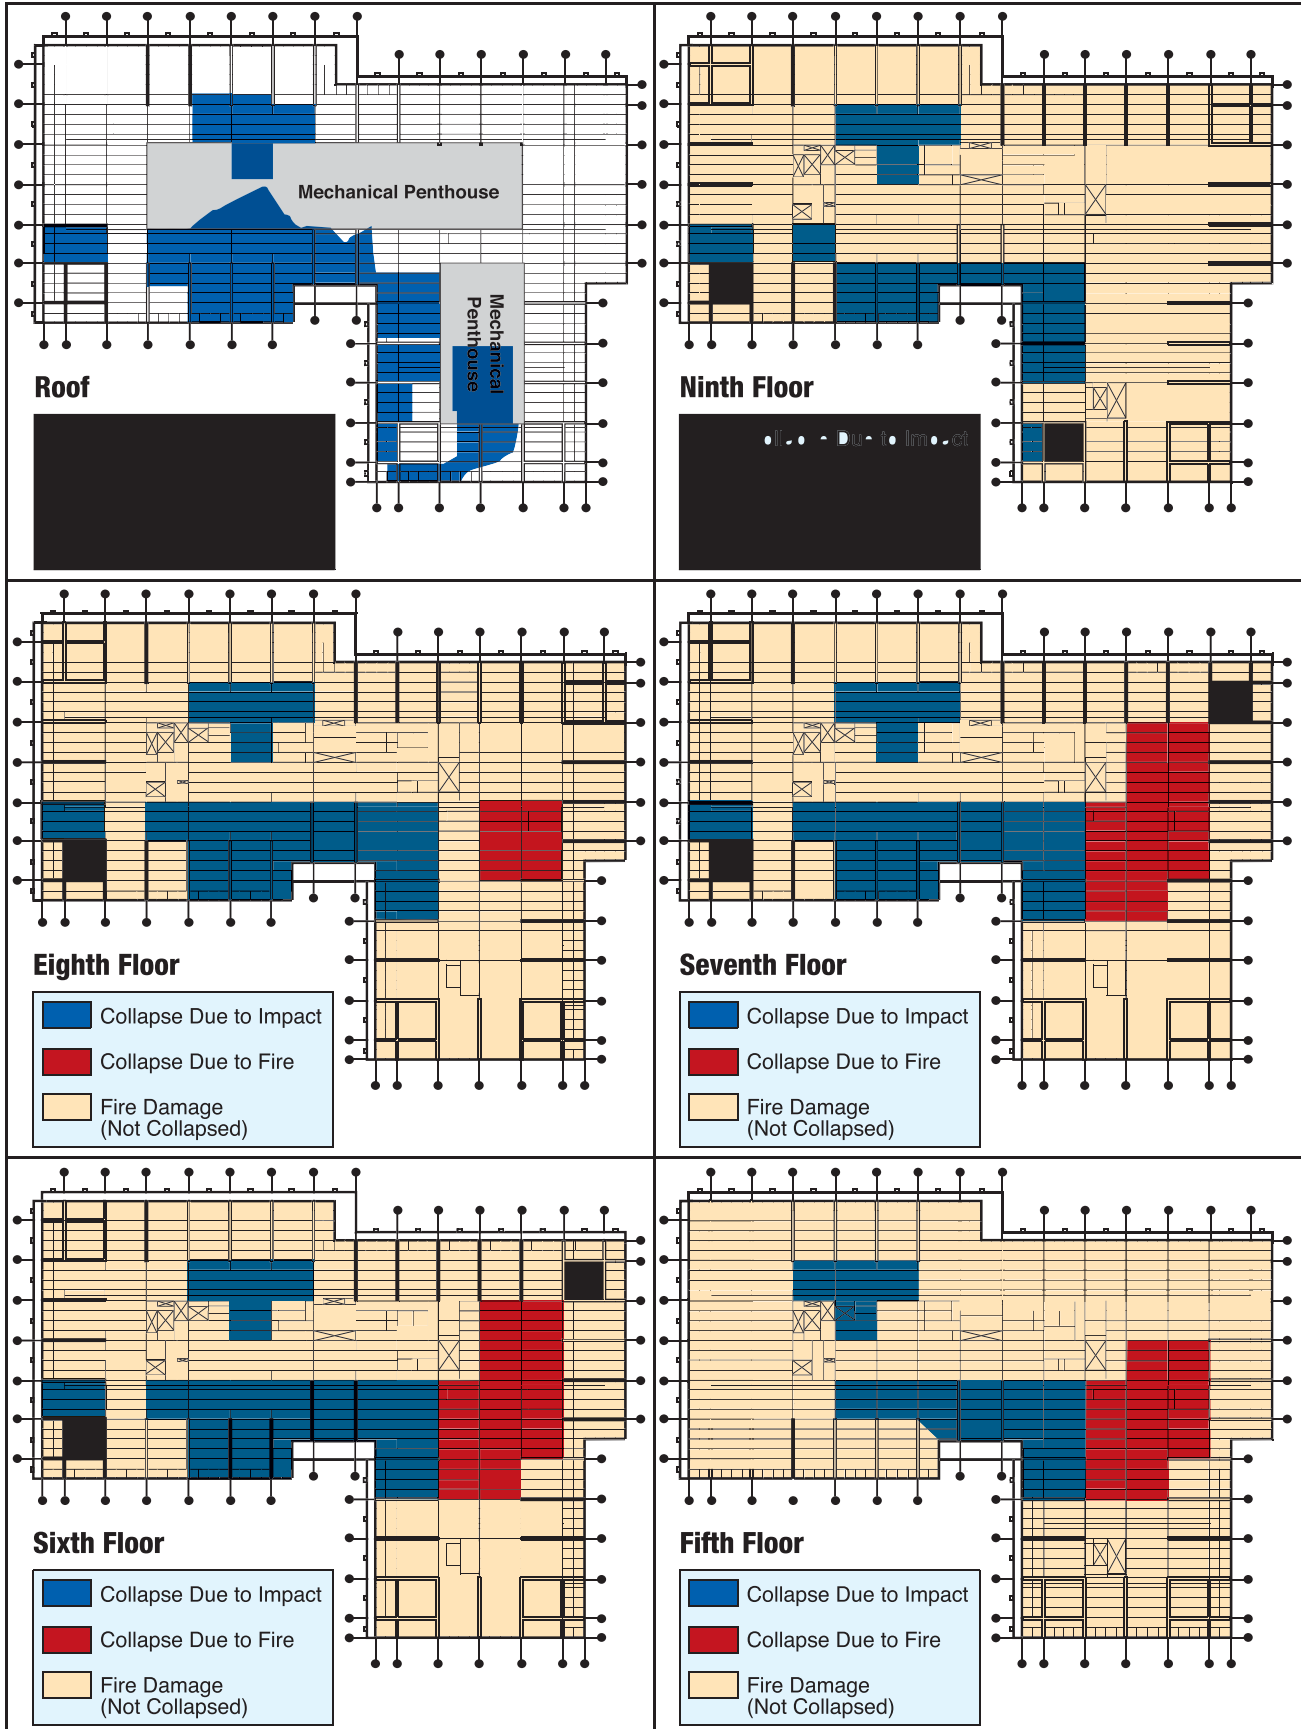 Mechanical Penthouse
Mechanical
Penthouse
Roof
Ninth Floor
Eighth Floor
Collapse Due to Impact
Collapse Due to Fire
Fire Damage
(Not Collapsed)
Seventh Floor
Collapse Due to Impact
Collapse Due to Fire
Fire Damage
(Not Collapsed)
Sixth Floor
Collapse Due to Impact
Collapse Due to Fire
Fire Damage
(Not Collapsed)
Fifth Floor
Collapse Due to Impact
Collapse Due to Fire
Fire Damage
(Not Collapsed)